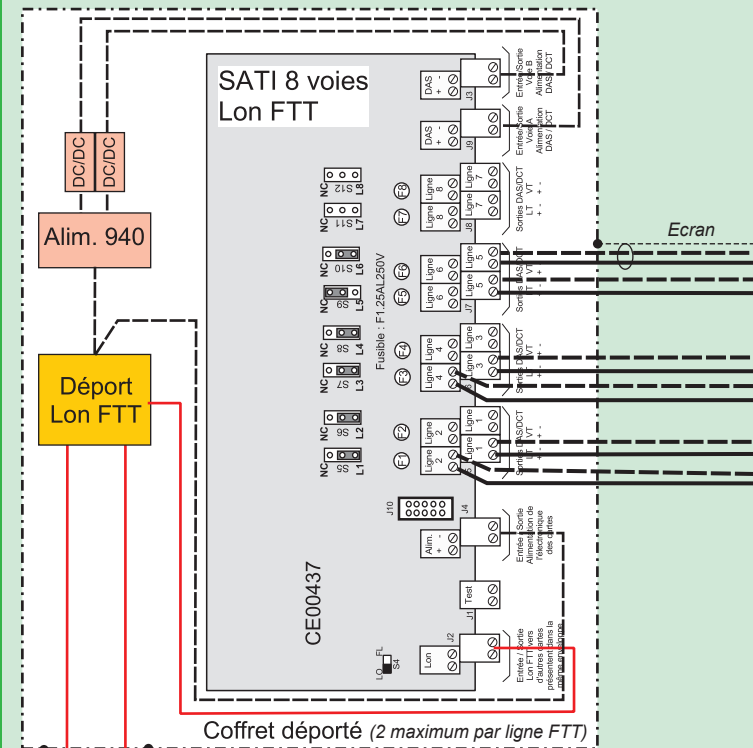 SATI 8 voies
Lon FTT
DC/DC
DC/DC
Alim. 940
Déport
Lon FTT
DAS
+ -
J3
Entrée/Sortie
Voie B
Alimentation
DAS / DCT
DAS
+ -
J9
Entrée/Sortie
Voie A
Alimentation
DAS / DCT
NC
S12
L8
F8
Ligne
8
Ligne
7
NC
S11
L7
F7
Ligne
8
Ligne
7
J8
Sorties DAS/DCT
LT VT
+ - + -
NC
S10
L6
F6
Ligne
6
Ligne
5
NC
S9
L5
F5
Ligne
6
Ligne
5
J7
Sorties DAS/DCT
Ecran
Fusible : F1.25AL250V
NC
S8
L4
F4
Ligne
4
Ligne
3
NC
S7
L3
F3
Ligne
4
Ligne
3
Sorties DAS/DCT
LT VT
+ - + -
NC
S6
L2
F2
Ligne
2
Ligne
1
NC
S5
L1
F1
Ligne
2
Ligne
1
Sorties DAS/DCT
LT VT
+ - + -
J10
J4
Alim.
+ -
Entrée / Sortie
Alimentation de
l'électronique
des cartes
CE00437
Test
J1
J2
Lon
LO FL
S4
Entrée / Sortie
Lon FTT vers
d'autres cartes
présentent dans la
même enveloppe
Coffret déporté (2 maximum par ligne FTT)